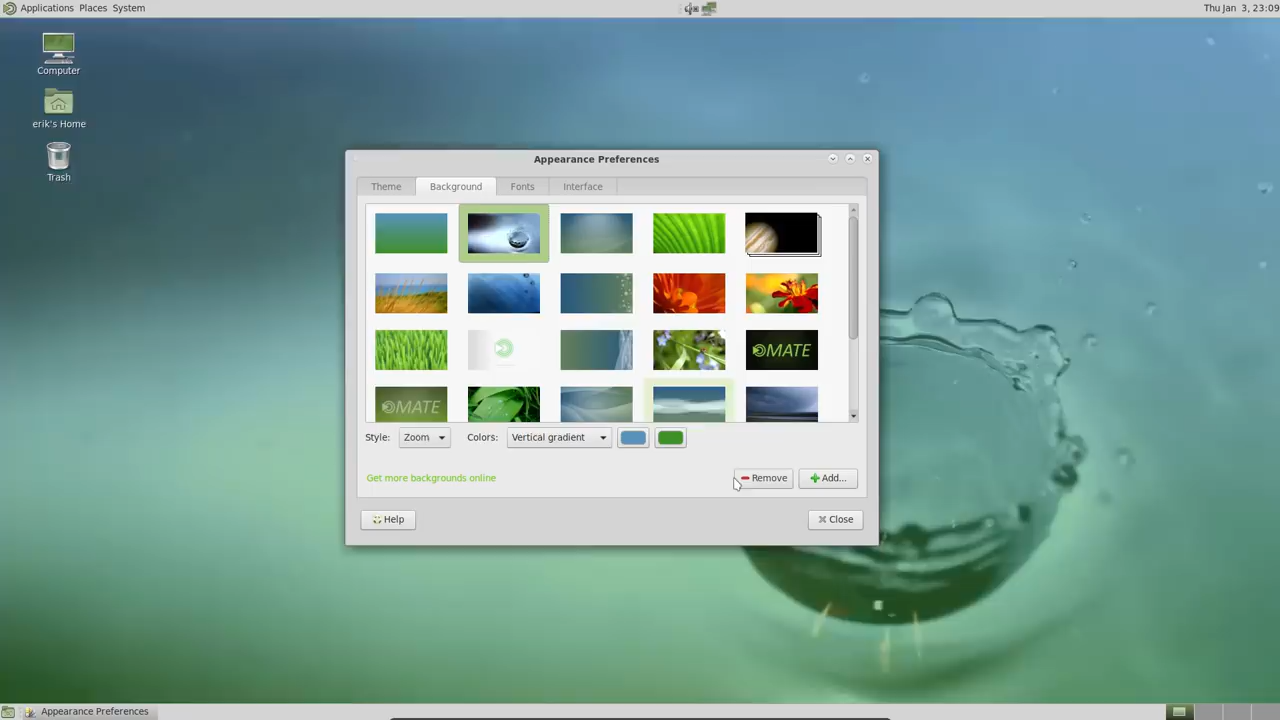 Applications Places System
Thu Jan 3, 23:09
Computer
erik's Home
Trash
Appearance Preferences
Theme Background Fonts Interface
MATE
MATE
Style: Zoom Colors: Vertical gradient
Get more backgrounds online Remove Add...
Help Close
Appearance Preferences